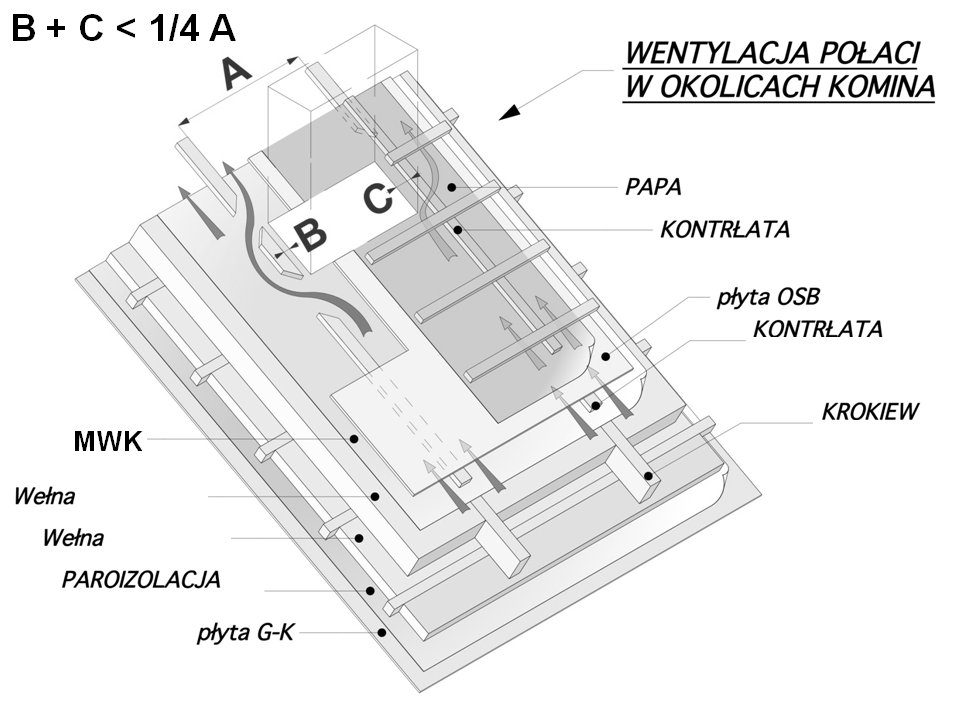 B + C < 1/4 A
WENTYLACJA POŁACI
W OKOLICACH KOMINA
A
C
B
PAPA
KONTRŁATA
płyta OSB
KONTRŁATA
KROKIEW
MWK
Wełna
Wełna
PAROIZOLACJA
płyta G-K